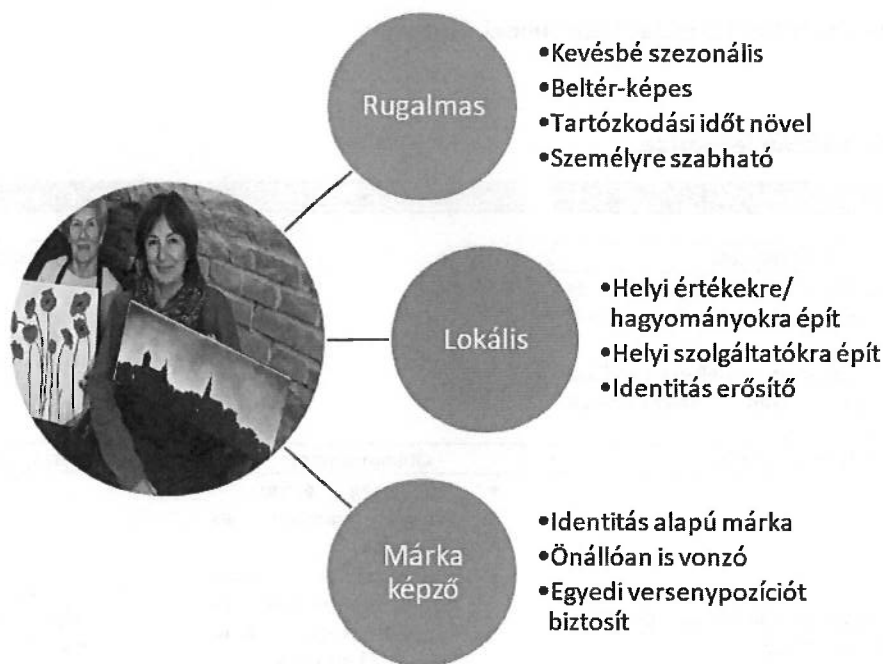 Rugalmas
•Kevésbé szezonális
•Beltér-képes
•Tartózkodási időt növel
•Személyre szabható
Lokális
•Helyi értékekre/
hagyományokra épít
•Helyi szolgáltatókra épít
•Identitás erősítő
Márka
képző
•Identitás alapú márka
•Önállóan is vonzó
•Egyedi versenypozíciót
biztosít